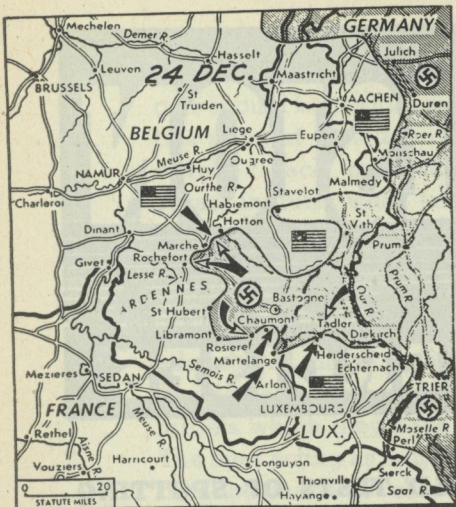 GERMANY
Mechelen
Demer R.
Hasselt
Julich
Leuven
24 DEC.
Maastricht
BRUSSELS
St Truiden
AACHEN
Duren
BELGIUM
Liege
Eupen
Roer R
Monschau
Meuse R.
Ougree
NAMUR
Huy
Ourthe R.
Stavelot
Malmedy
Charleroi
Habiemont
Hotton
St Vith
Dinant
Marche
Prum
Givet
Rochefort
Lesse R.
Our R.
Prum R.
ARDENNES
Bastogne
St Hubert
Chaumont
Tadler
Diekirch
Libramont
Rosiere
Heiderscheid
Martelange
Echternach
Mezieres
SEDAN
Semois R.
Arlon
TRIER
FRANCE
LUXEMBOURG
LUX.
Moselle R
Perl
Rethel
Meuse R.
Aisne R.
Harricourt
Longuyon
Sierck
Vouziers
Thionville
Hayange
Saar R.
0 20
STATUTE MILES